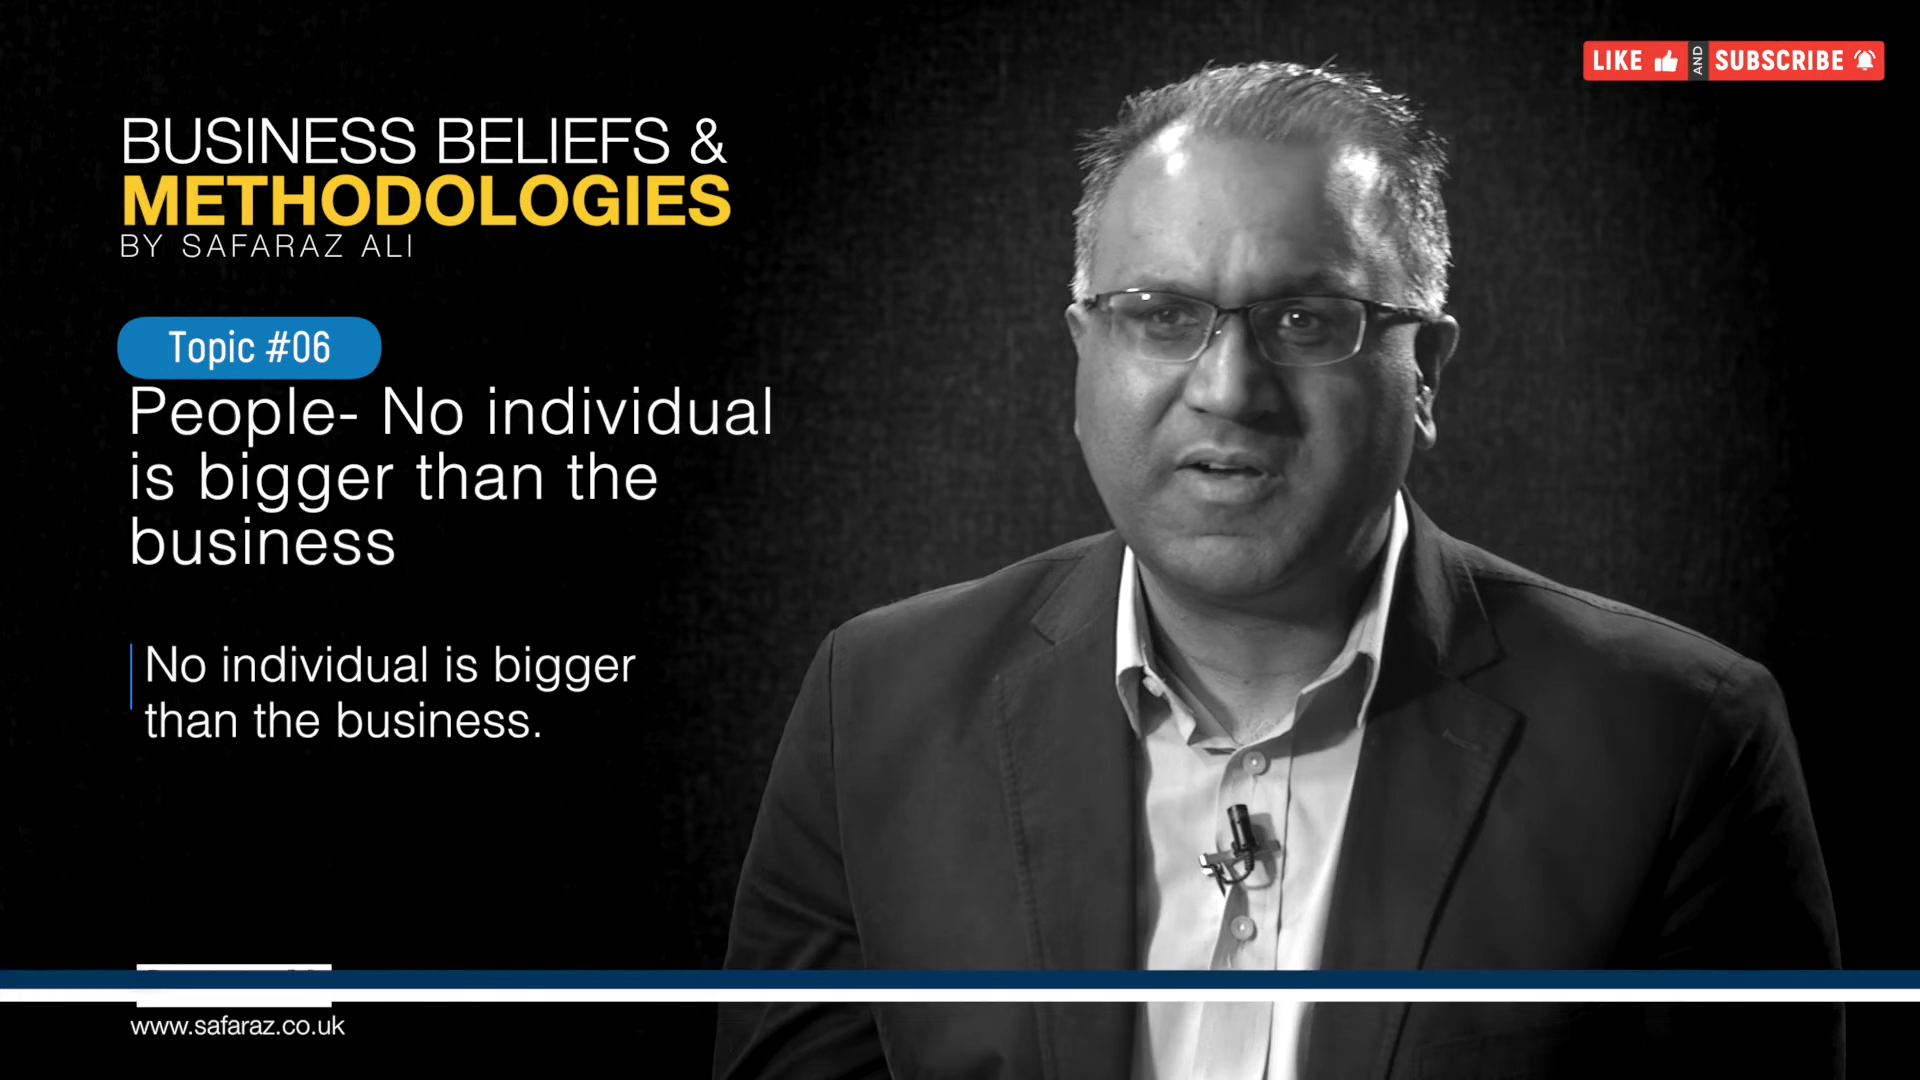 LIKE AND SUBSCRIBE
BUSINESS BELIEFS &
METHODOLOGIES
BY SAFARAZ ALI
Topic #06
People- No individual
is bigger than the
business
No individual is bigger
than the business.
www.safaraz.co.uk